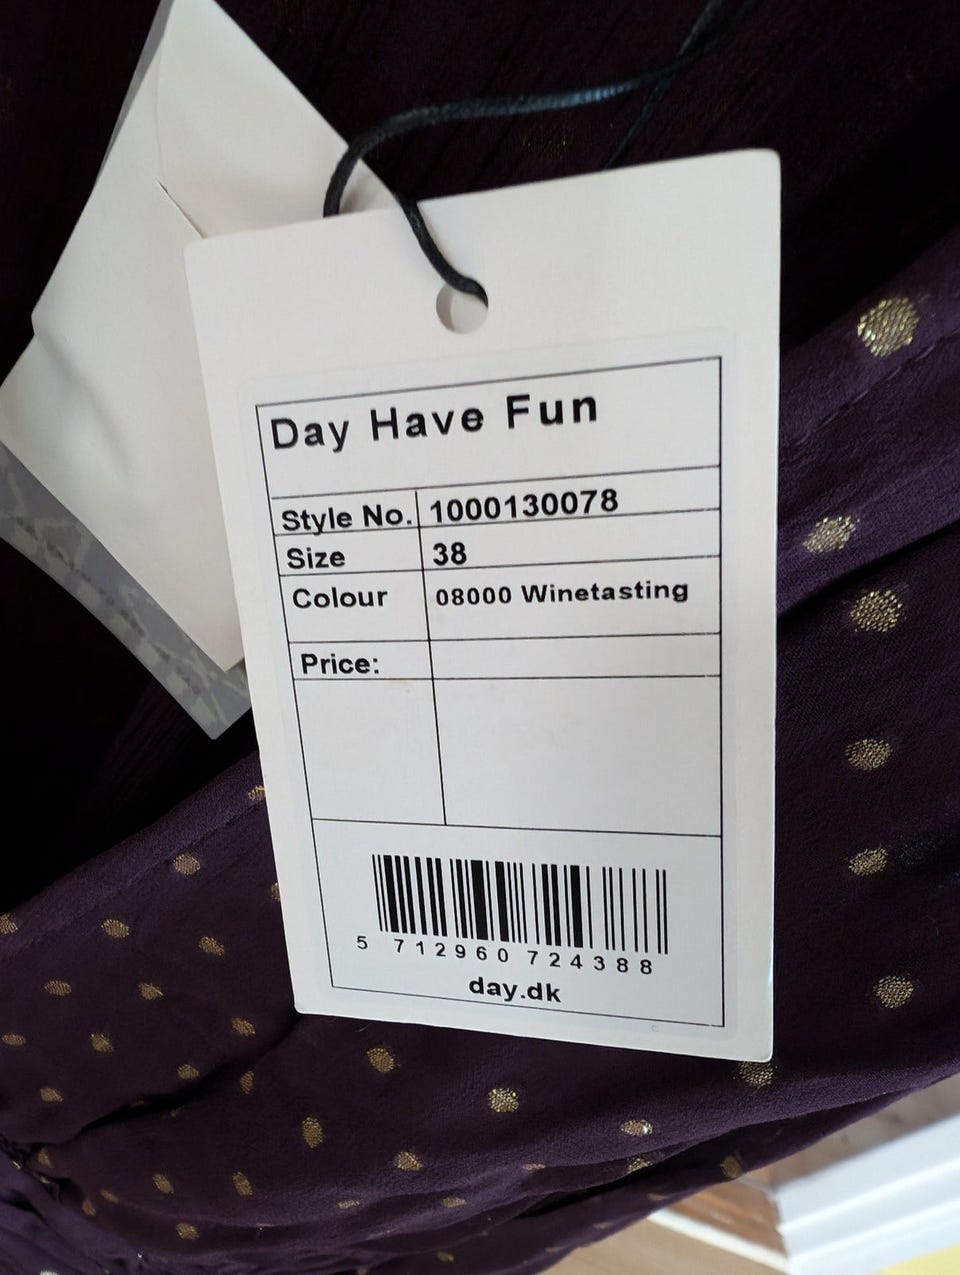 Day Have Fun
Style No. 1000130078
Size 38
Colour 08000 Winetasting
Price:
5 712960 724388
day.dk